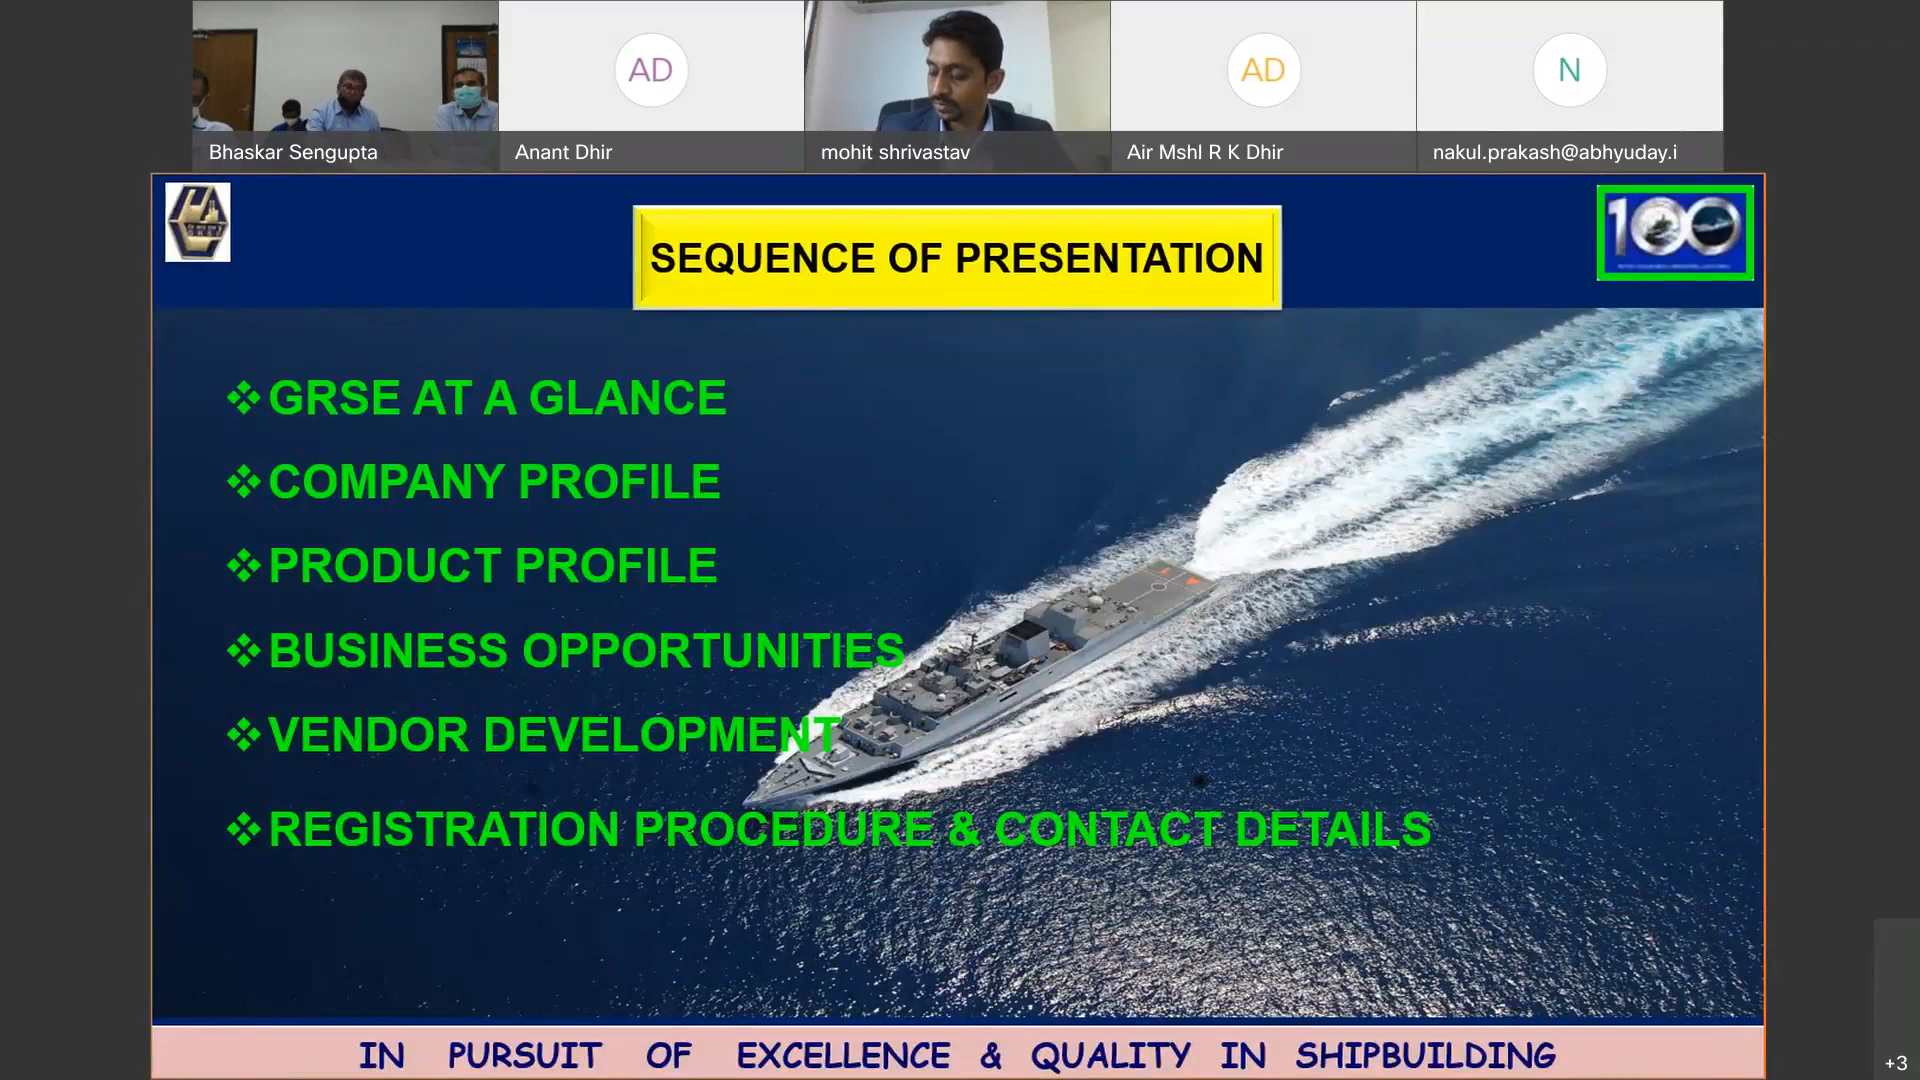 AD
AD
N
Bhaskar Sengupta
Anant Dhir
mohit shrivastav
Air Mshl R K Dhir
nakul.prakash@abhyuday.i
GRSE
100
SEQUENCE OF PRESENTATION
❖GRSE AT A GLANCE
❖COMPANY PROFILE
❖PRODUCT PROFILE
❖BUSINESS OPPORTUNITIES
❖VENDOR DEVELOPMENT
❖REGISTRATION PROCEDURE & CONTACT DETAILS
IN PURSUIT OF EXCELLENCE & QUALITY IN SHIPBUILDING
+3